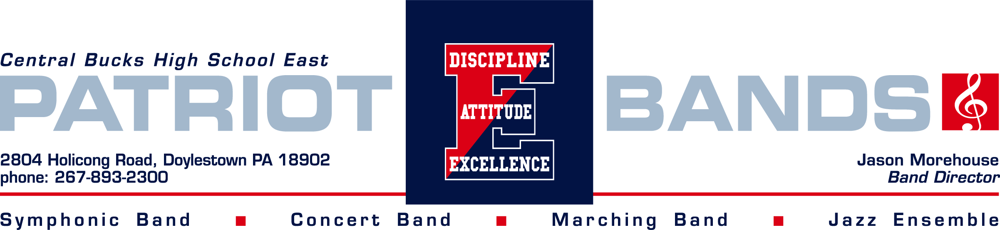 Central Bucks High School East
PATRIOT
DISCIPLINE
ATTITUDE
EXCELLENCE
BANDS
2804 Holicong Road, Doylestown PA 18902
phone: 267-893-2300
Jason Morehouse
Band Director
Symphonic Band ■ Concert Band ■ Marching Band ■ Jazz Ensemble